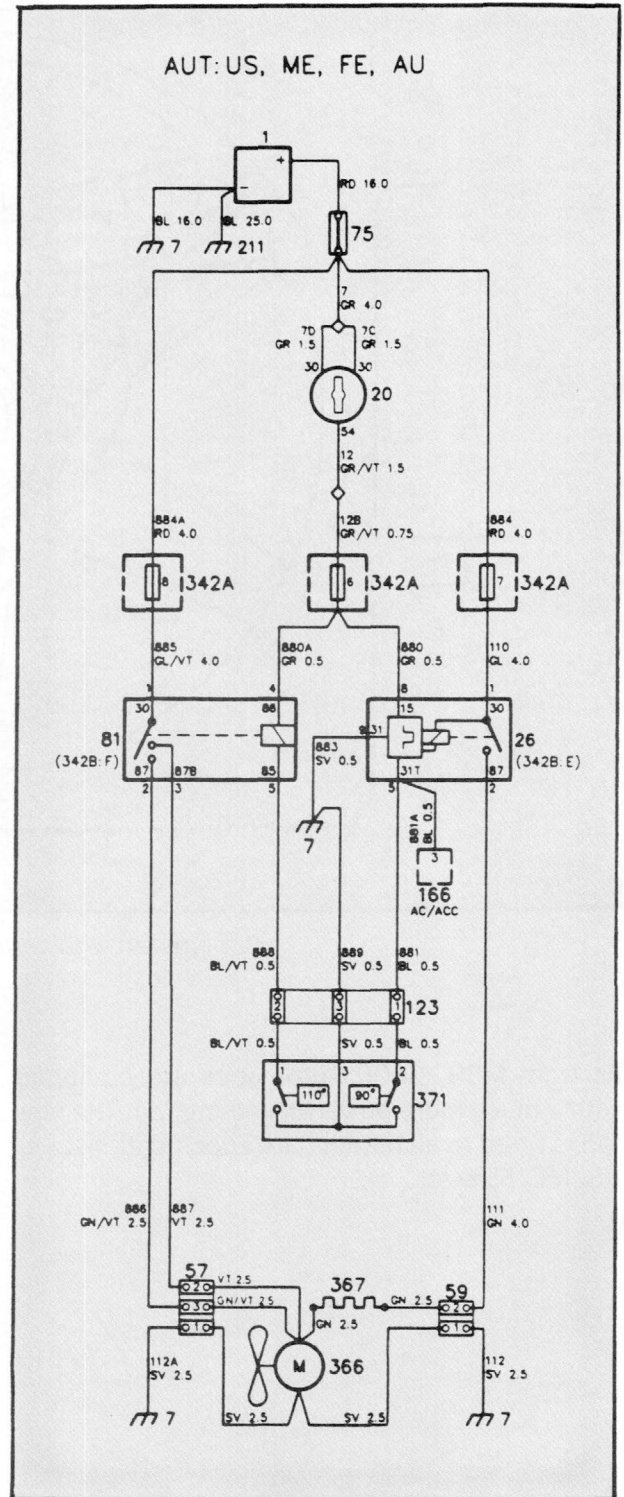 AUT: US, ME, FE, AU
1
+
−
RD 16.0
BL 16.0
BL 25.0
7
211
75
7
GR 4.0
7D
GR 1.5
7C
GR 1.5
30
30
20
54
12
GR/VT 1.5
884A
RD 4.0
12B
GR/VT 0.75
884
RD 4.0
8
342A
6
342A
7
342A
885
GL/VT 4.0
880A
GR 0.5
880
GR 0.5
110
GL 4.0
1
4
8
1
30
86
15
30
81
(342B:F)
9
31
26
(342B:E)
883
SV 0.5
87
87B
85
31T
87
2
3
5
5
2
7
881A
BL 0.5
3
166
AC/ACC
888
BL/VT 0.5
889
SV 0.5
881
BL 0.5
2
3
1
123
BL/VT 0.5
SV 0.5
BL 0.5
1
3
2
110°
90°
371
886
GN/VT 2.5
887
VT 2.5
111
GN 4.0
57
2
VT 2.5
3
GN/VT 2.5
1
367
GN 2.5
GN 2.5
59
2
1
M
366
112A
SV 2.5
112
SV 2.5
7
SV 2.5
SV 2.5
7